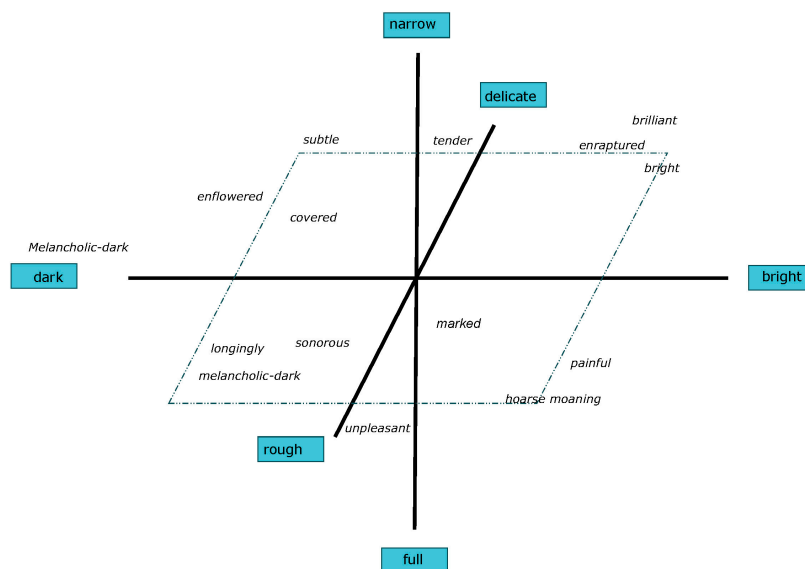 narrow
delicate
brilliant
subtle
tender
enraptured
bright
enflowered
covered
Melancholic-dark
dark
bright
marked
sonorous
longingly
painful
melancholic-dark
hoarse moaning
unpleasant
rough
full